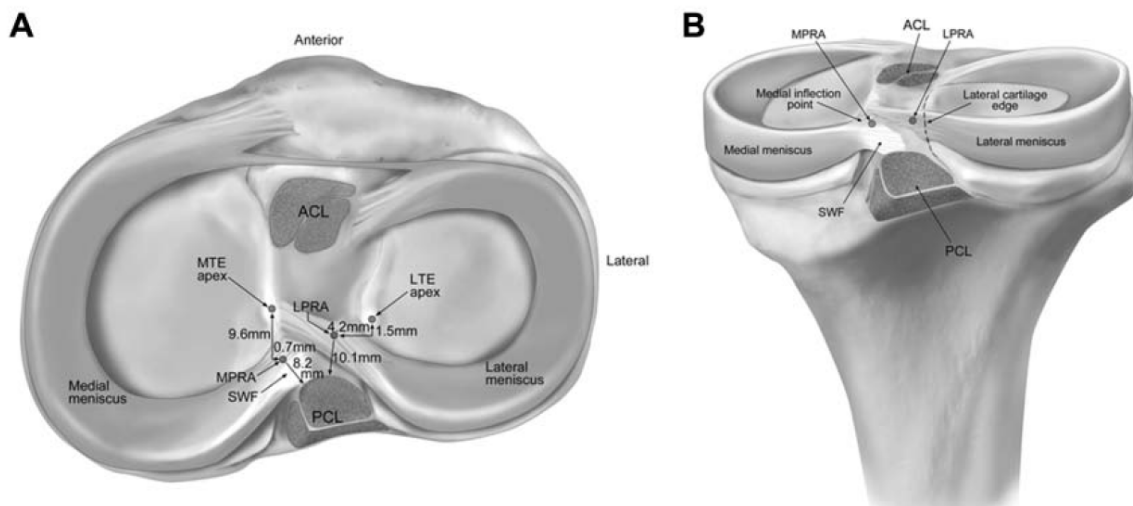 A
Anterior
ACL
MTE
apex
LTE
apex
Lateral
LPRA
4.2mm
1.5mm
9.6mm
0.7mm
8.2
mm
10.1mm
MPRA
SWF
Medial
meniscus
Lateral
meniscus
PCL
B
ACL
MPRA
LPRA
Medial inflection
point
Lateral cartilage
edge
Medial meniscus
Lateral meniscus
SWF
PCL